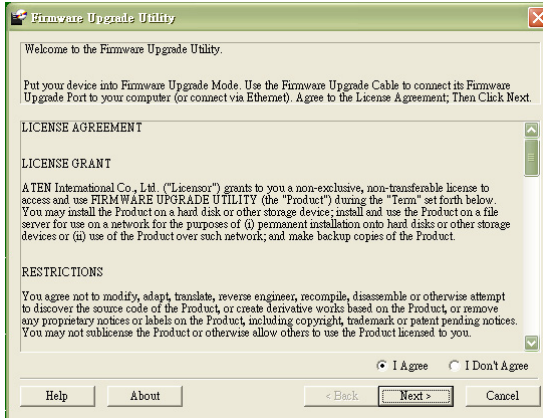 Firmware Upgrade Utility
Welcome to the Firmware Upgrade Utility.
Put your device into Firmware Upgrade Mode. Use the Firmware Upgrade Cable to connect its Firmware
Upgrade Port to your computer (or connect via Ethernet). Agree to the License Agreement; Then Click Next.
LICENSE AGREEMENT
LICENSE GRANT
ATEN International Co., Ltd. ("Licensor") grants to you a non-exclusive, non-transferable license to
access and use FIRMWARE UPGRADE UTILITY (the "Product") during the "Term" set forth below.
You may install the Product on a hard disk or other storage device; install and use the Product on a file
server for use on a network for the purposes of (i) permanent installation onto hard disks or other storage
devices or (ii) use of the Product over such network; and make backup copies of the Product.
RESTRICTIONS
You agree not to modify, adapt, translate, reverse engineer, recompile, disassemble or otherwise attempt
to discover the source code of the Product, or create derivative works based on the Product, or remove
any proprietary notices or labels on the Product, including copyright, trademark or patent pending notices.
You may not sublicense the Product or otherwise allow others to use the Product licensed to you.
I Agree I Don't Agree
Help About < Back Next > Cancel